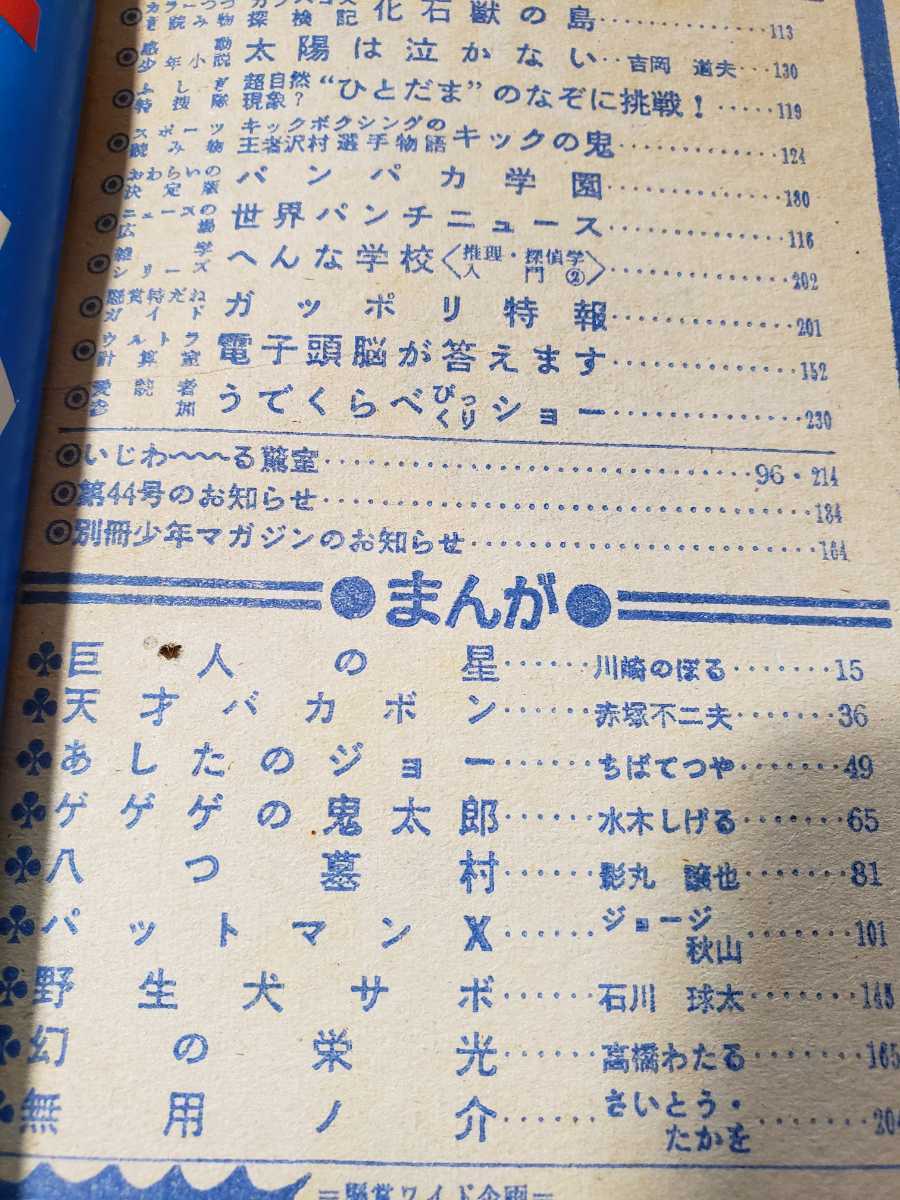 き読み物 探検記 化石獣の島……113
感動少年小説 太陽は泣かない…吉岡 道夫…130
ふしぎ特捜隊 超自然現象？ “ひとだま”のなぞに挑戦！……119
スポーツ読み物 キックボクシングの王者沢村選手物語 キックの鬼……124
おわらいの決定版 バンパカ学園……180
ニュースの広場 世界パンチニュース……116
雑学シリーズ へんな学校〈推理・探偵学入門②〉……202
懸賞特だねガイド ガッポリ特報……201
ウルトラ計算室 電子頭脳が答えます……152
愛読者参加 うでくらべびっくりショー……230
いじわ〜〜〜る驚室……96・214
第44号のお知らせ……184
別冊少年マガジンのお知らせ……164
まんが
巨人の星……川崎のぼる……15
天才バカボン……赤塚不二夫……36
あしたのジョー……ちばてつや……49
ゲゲゲの鬼太郎……水木しげる……65
八つ墓村……影丸 譲也……81
パットマンX……ジョージ秋山……101
野生犬サボ……石川 球太……145
幻の栄光……高橋わたる……165
無用ノ介……さいとう・たかを……204
＝懸賞ワイド企画＝